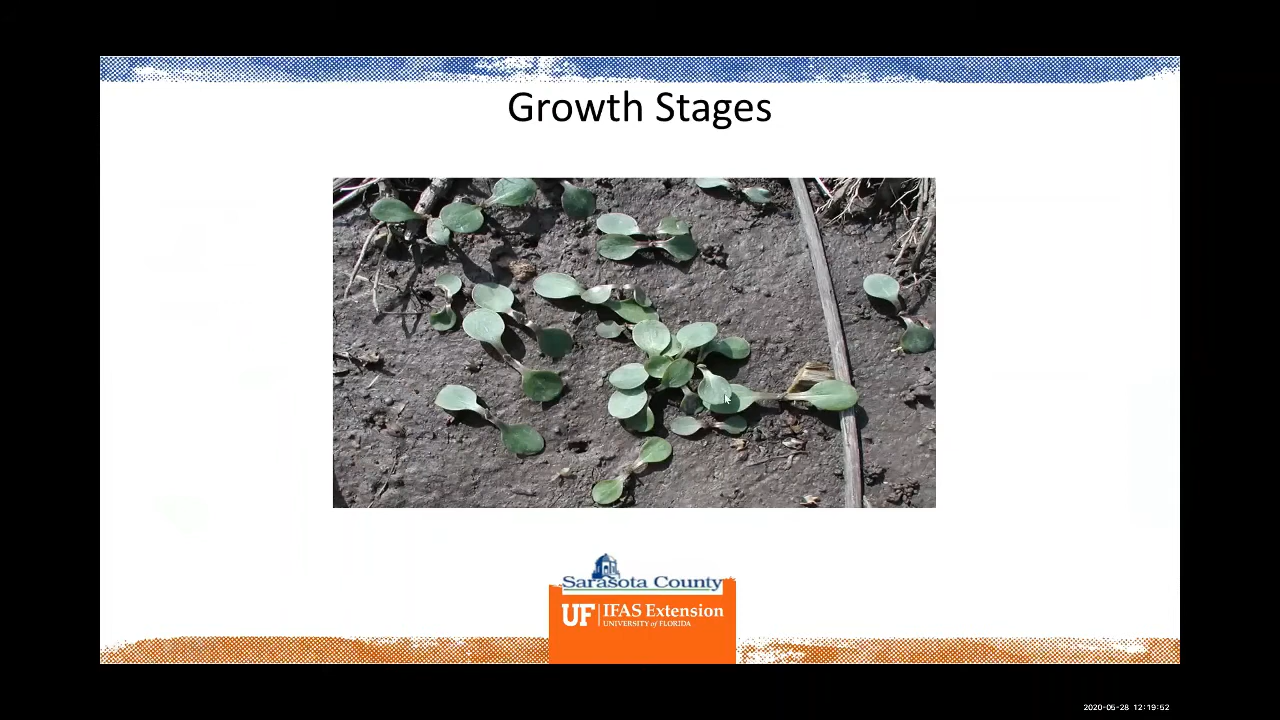 Growth Stages
Sarasota County
UF IFAS Extension
UNIVERSITY of FLORIDA
2020-05-28 12:19:52